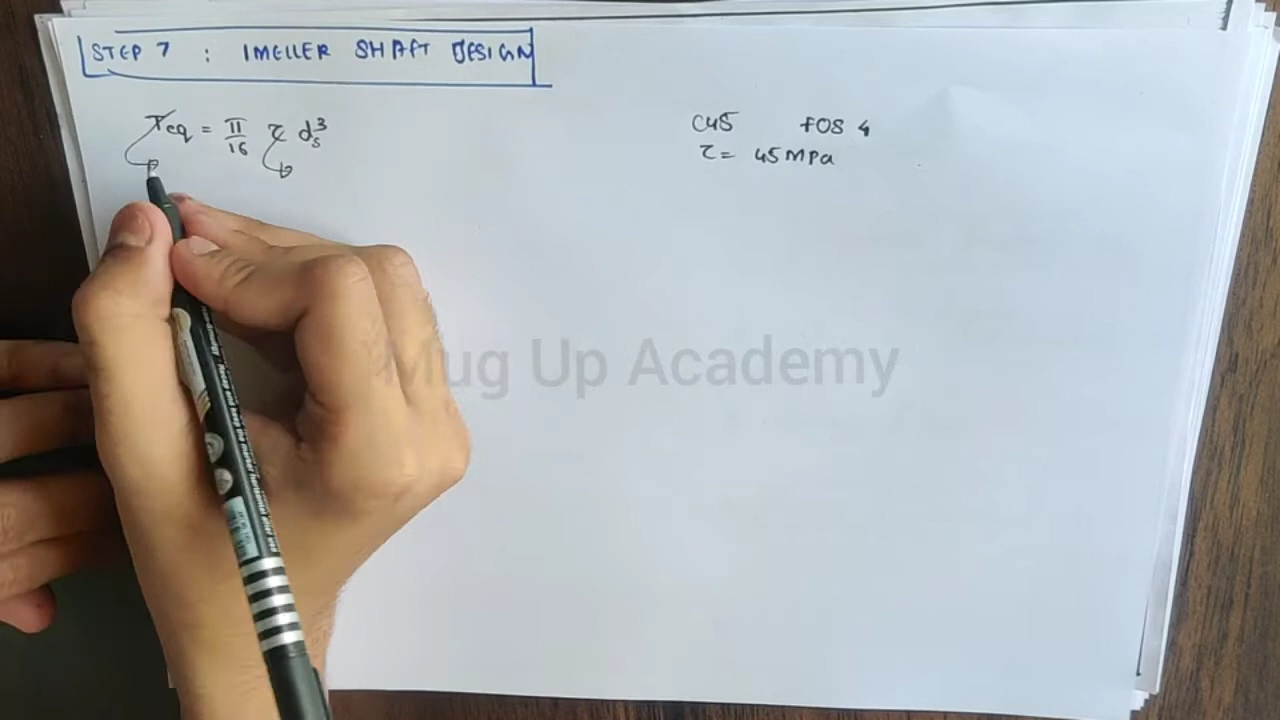 STEP 7 : IMELLER SHAFT DESIGN
Teq = π/16 τ ds³
C45 FOS 4
τ = 45 MPa
Mug Up Academy